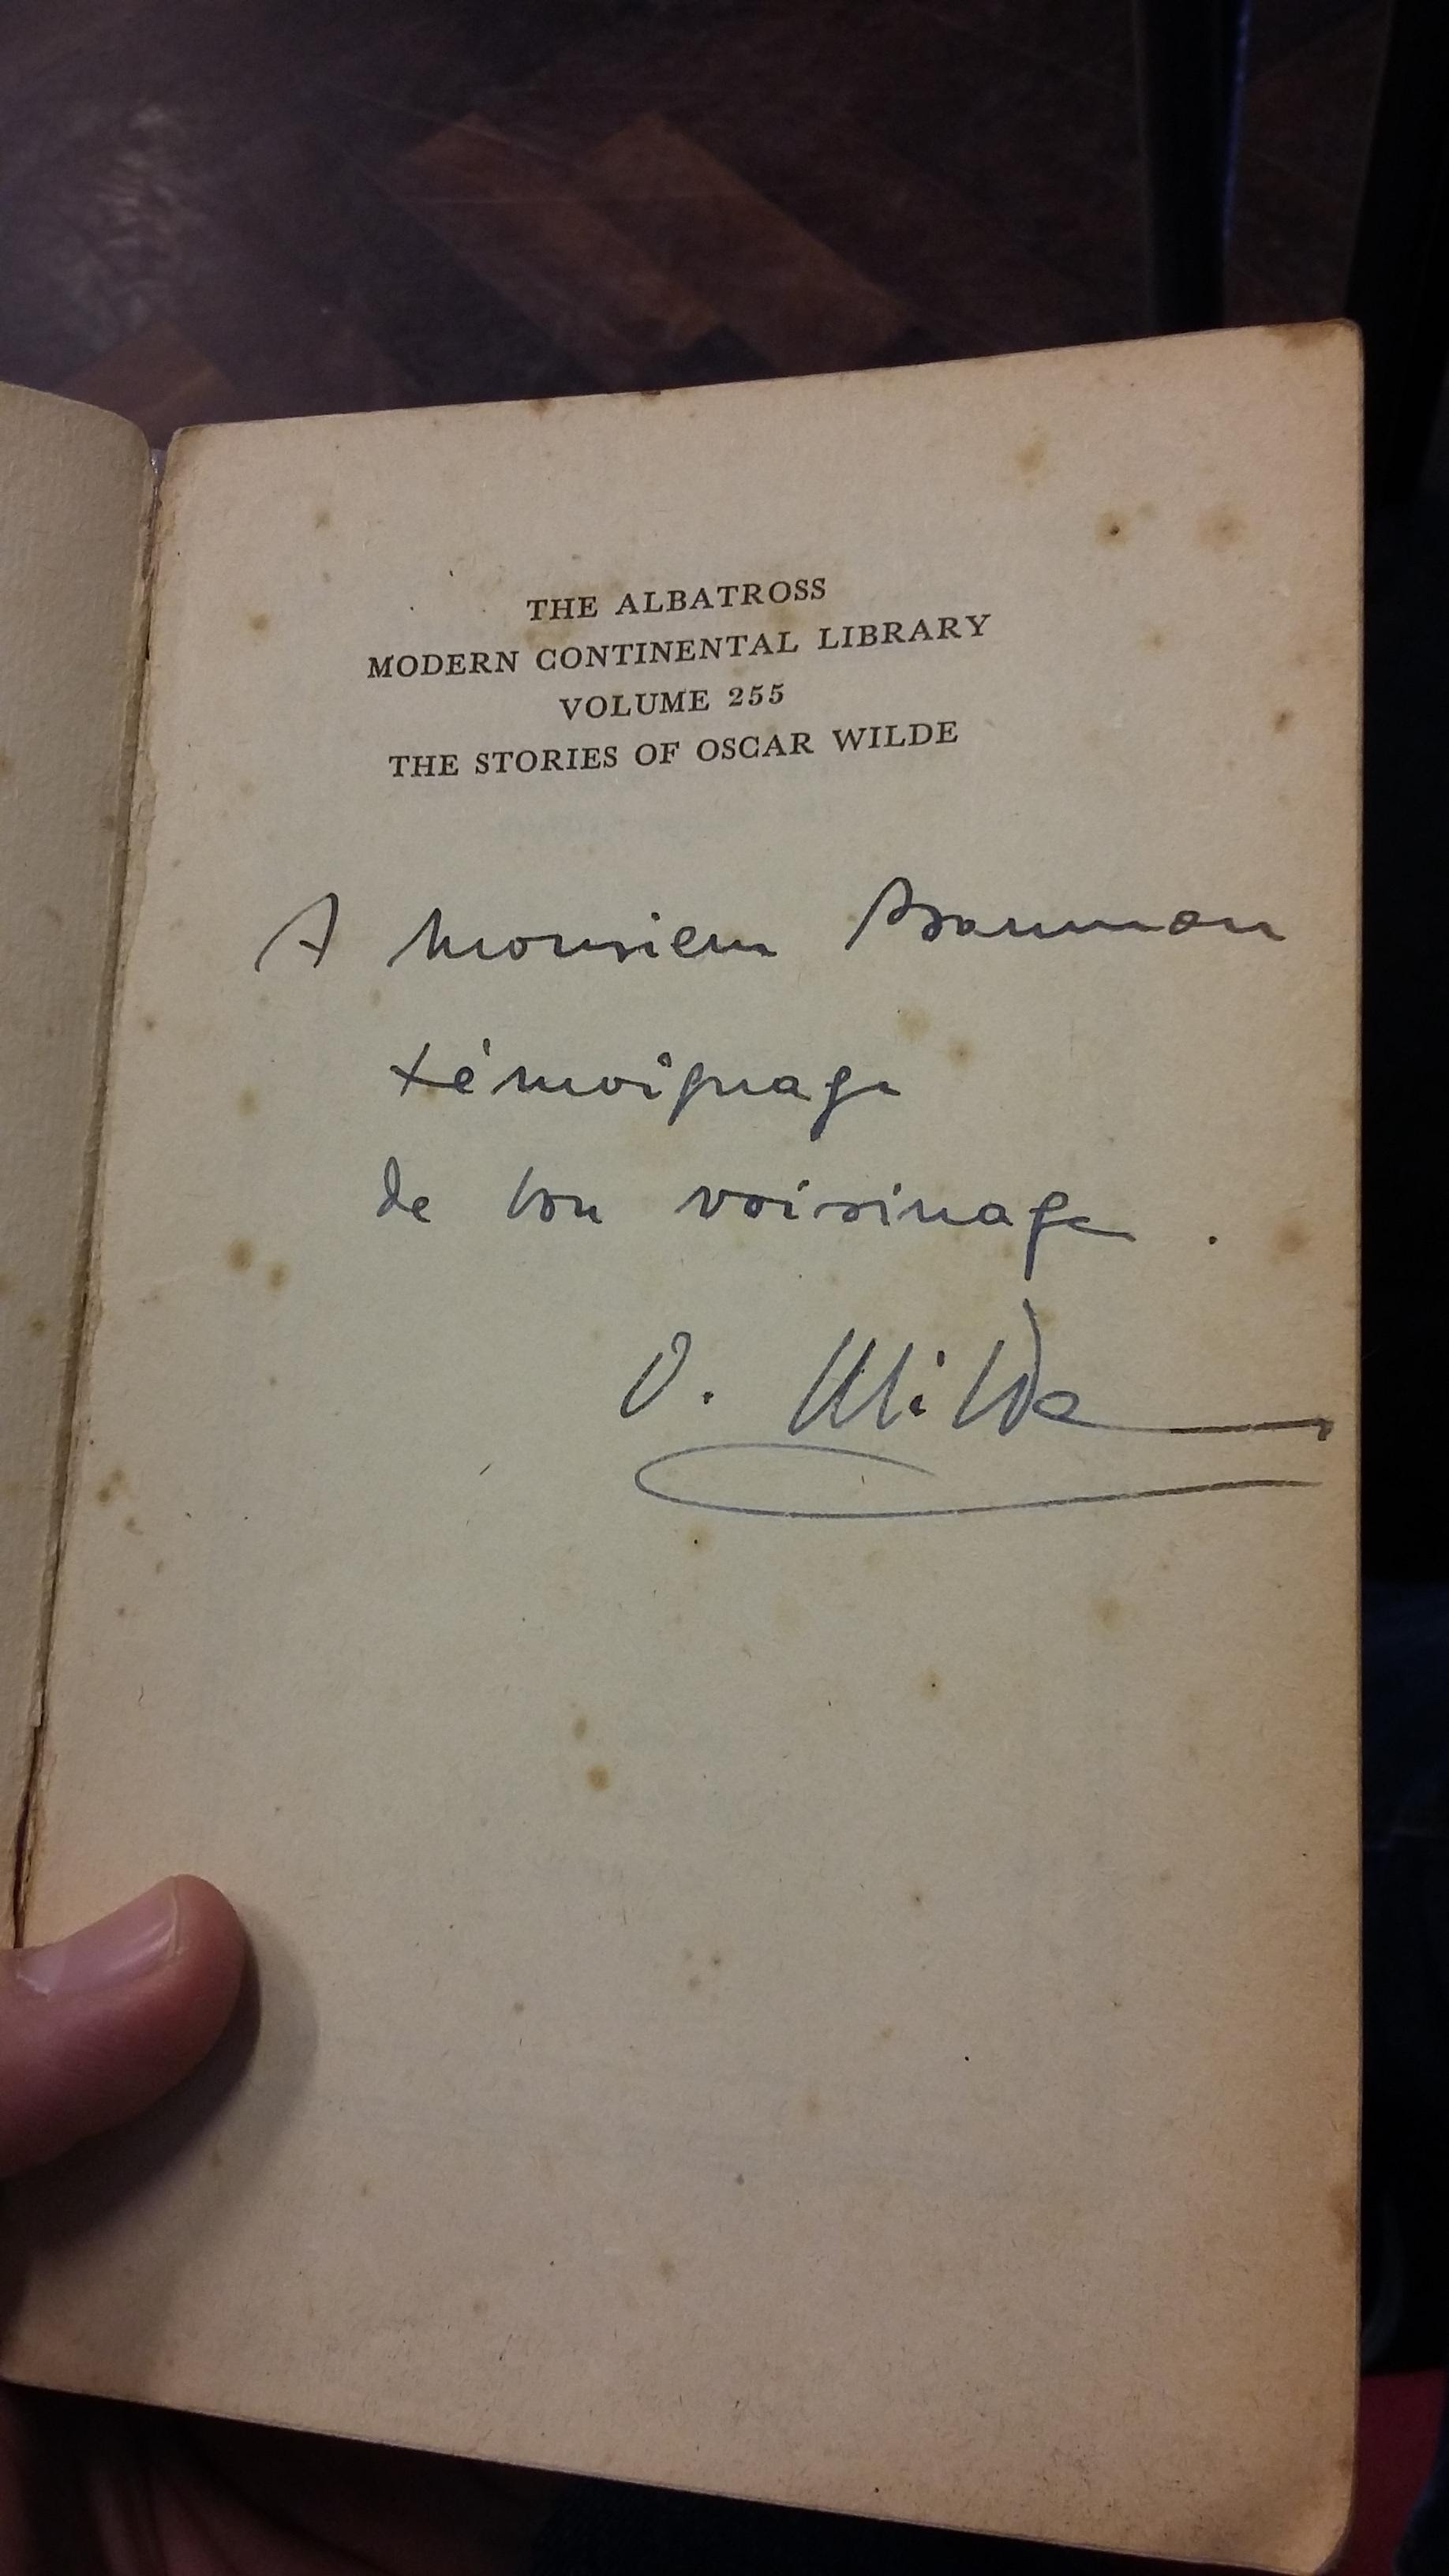 THE ALBATROSS
MODERN CONTINENTAL LIBRARY
VOLUME 255
THE STORIES OF OSCAR WILDE
A Monsieur
témoignage
de bon voisinage.
O. Wilde